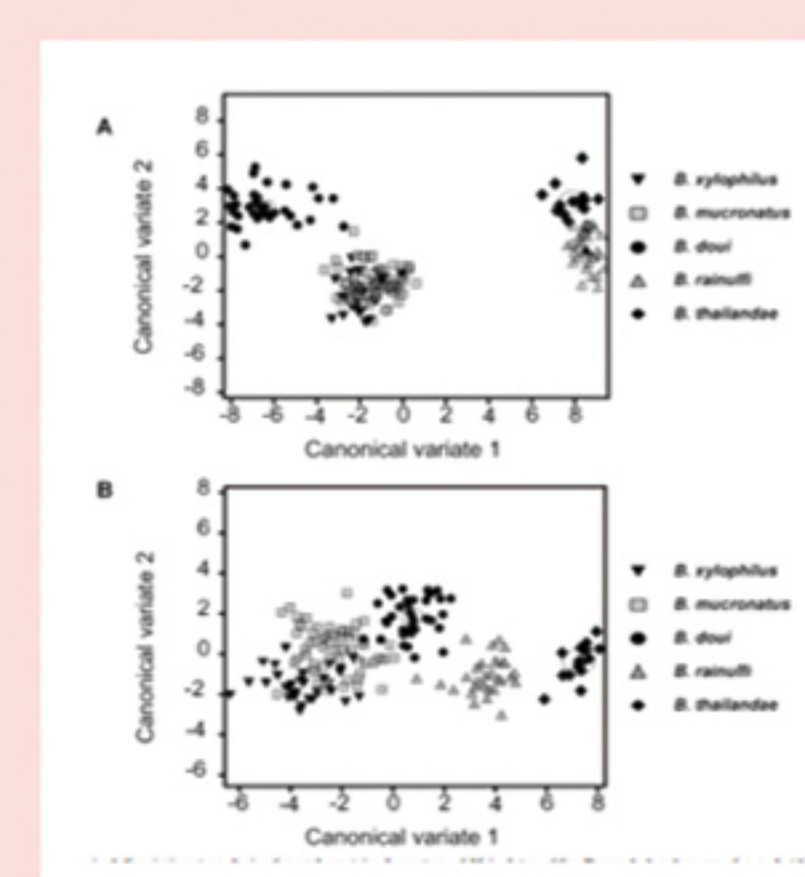 A
Canonical variate 2
8
6
4
2
0
-2
-4
-6
-8
-8 -6 -4 -2 0 2 4 6 8
Canonical variate 1
B. xylophilus
B. mucronatus
B. doui
B. rainulfi
B. thailandae
B
Canonical variate 2
8
6
4
2
0
-2
-4
-6
-6 -4 -2 0 2 4 6 8
Canonical variate 1
B. xylophilus
B. mucronatus
B. doui
B. rainulfi
B. thailandae